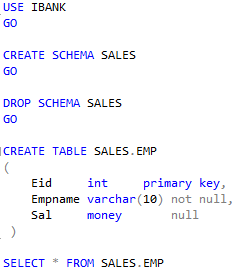 USE IBANK
GO
CREATE SCHEMA SALES
GO
DROP SCHEMA SALES
GO
CREATE TABLE SALES.EMP
(
Eid int primary key,
Empname varchar(10) not null,
Sal money null
)
SELECT * FROM SALES.EMP